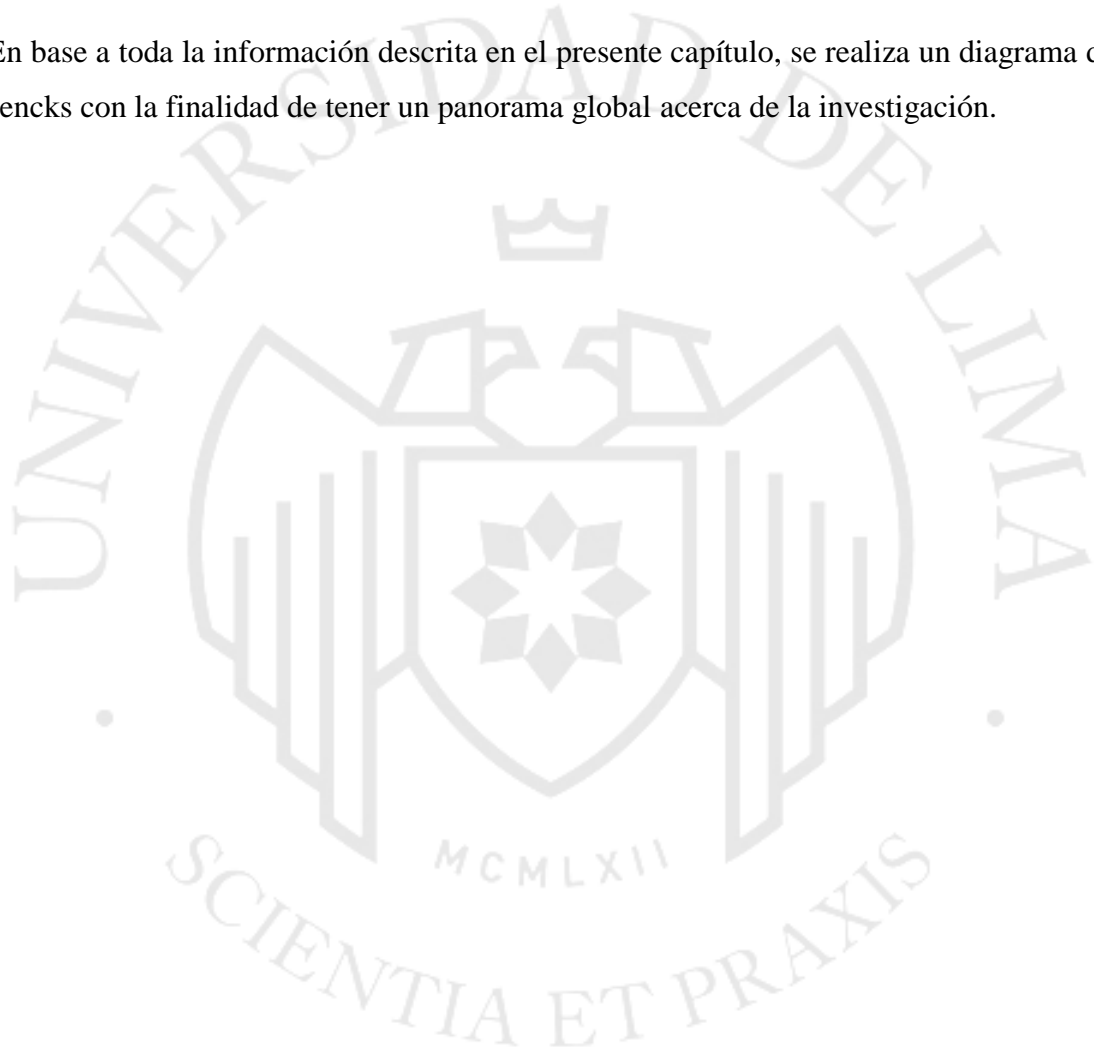 En base a toda la información descrita en el presente capítulo, se realiza un diagrama
encks con la finalidad de tener un panorama global acerca de la investigación.
UNIVERSIDAD DE LIMA
MCMLXII
SCIENTIA ET PRAXIS